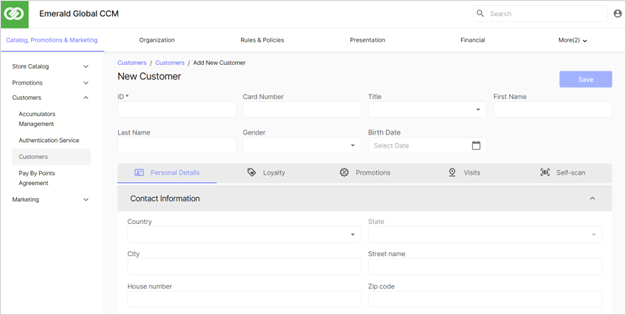 Emerald Global CCM
Search
Catalog, Promotions & Marketing
Organization
Rules & Policies
Presentation
Financial
More(2)
Store Catalog
Promotions
Customers
Accumulators
Management
Authentication Service
Customers
Pay By Points
Agreement
Marketing
Customers / Customers / Add New Customer
New Customer
Save
ID *
Card Number
Title
First Name
Last Name
Gender
Birth Date
Select Date
Personal Details
Loyalty
Promotions
Visits
Self-scan
Contact Information
Country
State
City
Street name
House number
Zip code